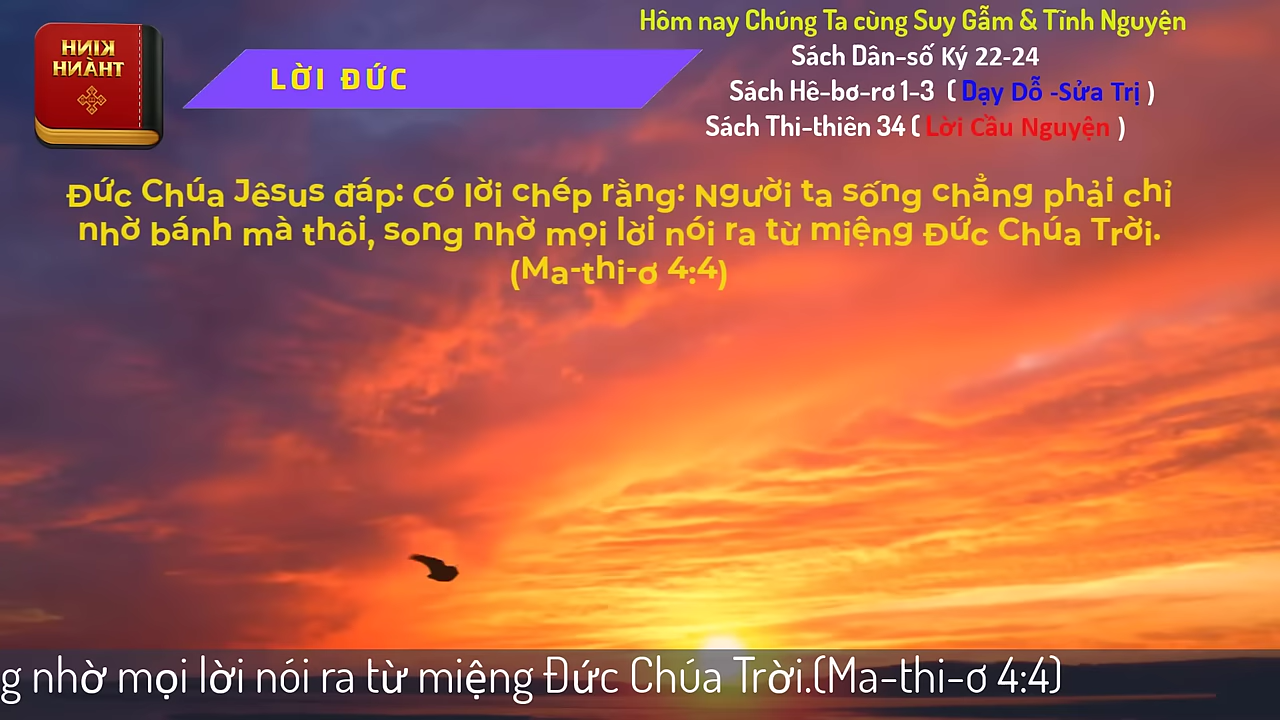 KINH
THÀNH
LỜI ĐỨC
Hôm nay Chúng Ta cùng Suy Gẫm & Tĩnh Nguyện
Sách Dân-số Ký 22-24
Sách Hê-bơ-rơ 1-3 ( Dạy Dỗ -Sửa Trị )
Sách Thi-thiên 34 ( Lời Cầu Nguyện )
Đức Chúa Jêsus đáp: Có lời chép rằng: Người ta sống chẳng phải chỉ
nhờ bánh mà thôi, song nhờ mọi lời nói ra từ miệng Đức Chúa Trời.
(Ma-thi-ơ 4:4)
g nhờ mọi lời nói ra từ miệng Đức Chúa Trời.(Ma-thi-ơ 4:4)